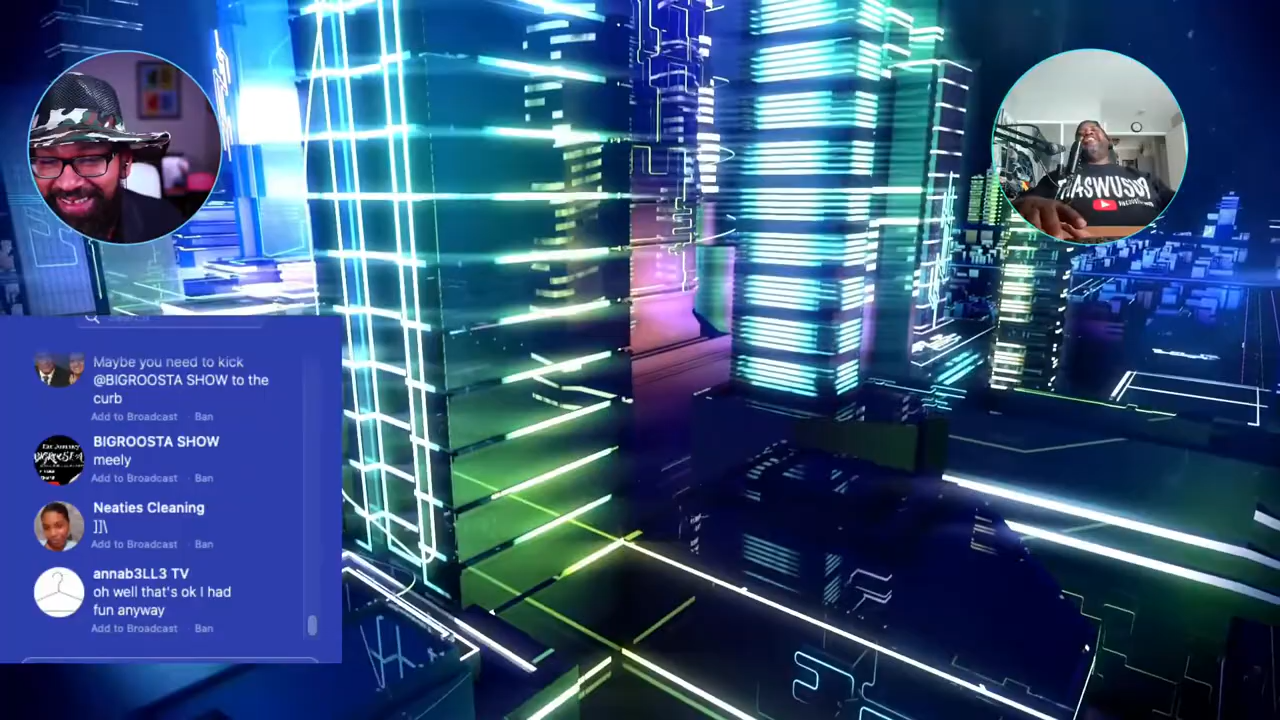 Maybe you need to kick
@BIGROOSTA SHOW to the
curb
Add to Broadcast · Ban
BIGROOSTA SHOW
meely
Add to Broadcast · Ban
Neaties Cleaning
]]\
Add to Broadcast · Ban
annab3LL3 TV
oh well that's ok I had
fun anyway
Add to Broadcast · Ban